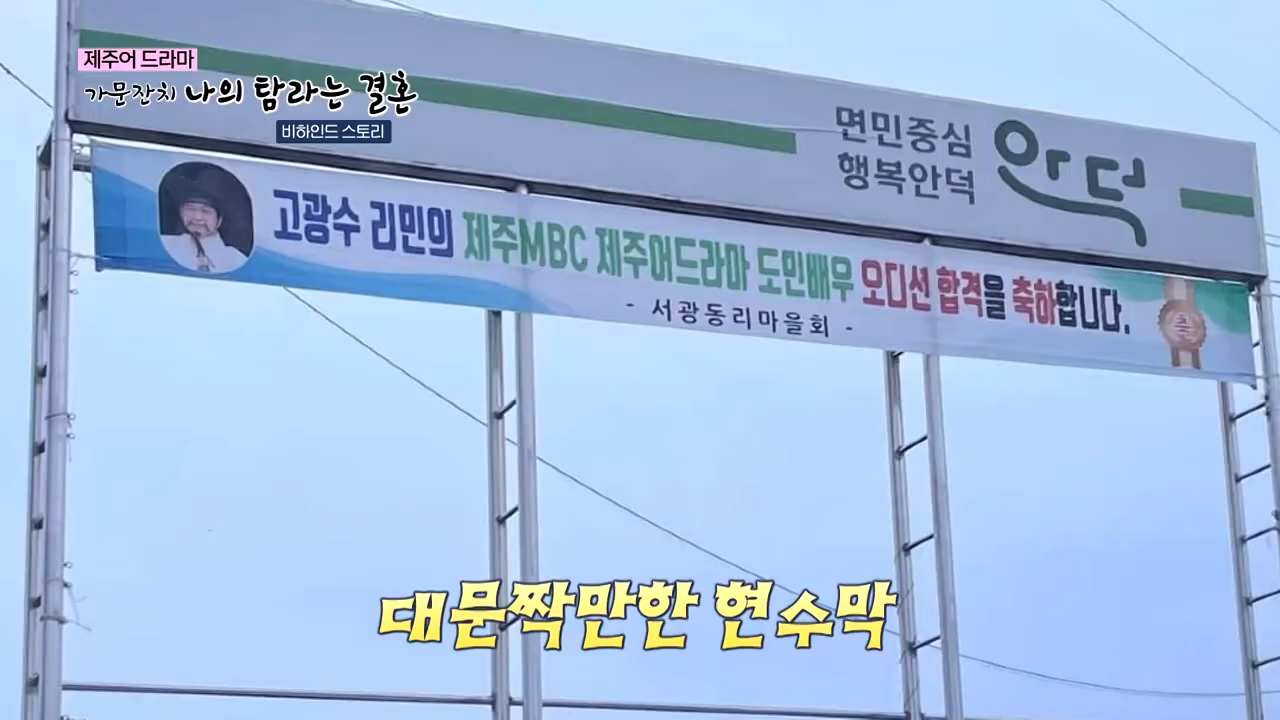 제주어 드라마
가문잔치 나의 탐라는 결혼
비하인드 스토리
면민중심
행복안덕
안덕
고광수 리민의 제주MBC 제주어드라마 도민배우 오디션 합격을 축하합니다.
- 서광동리마을회 -
축
대문짝만한 현수막